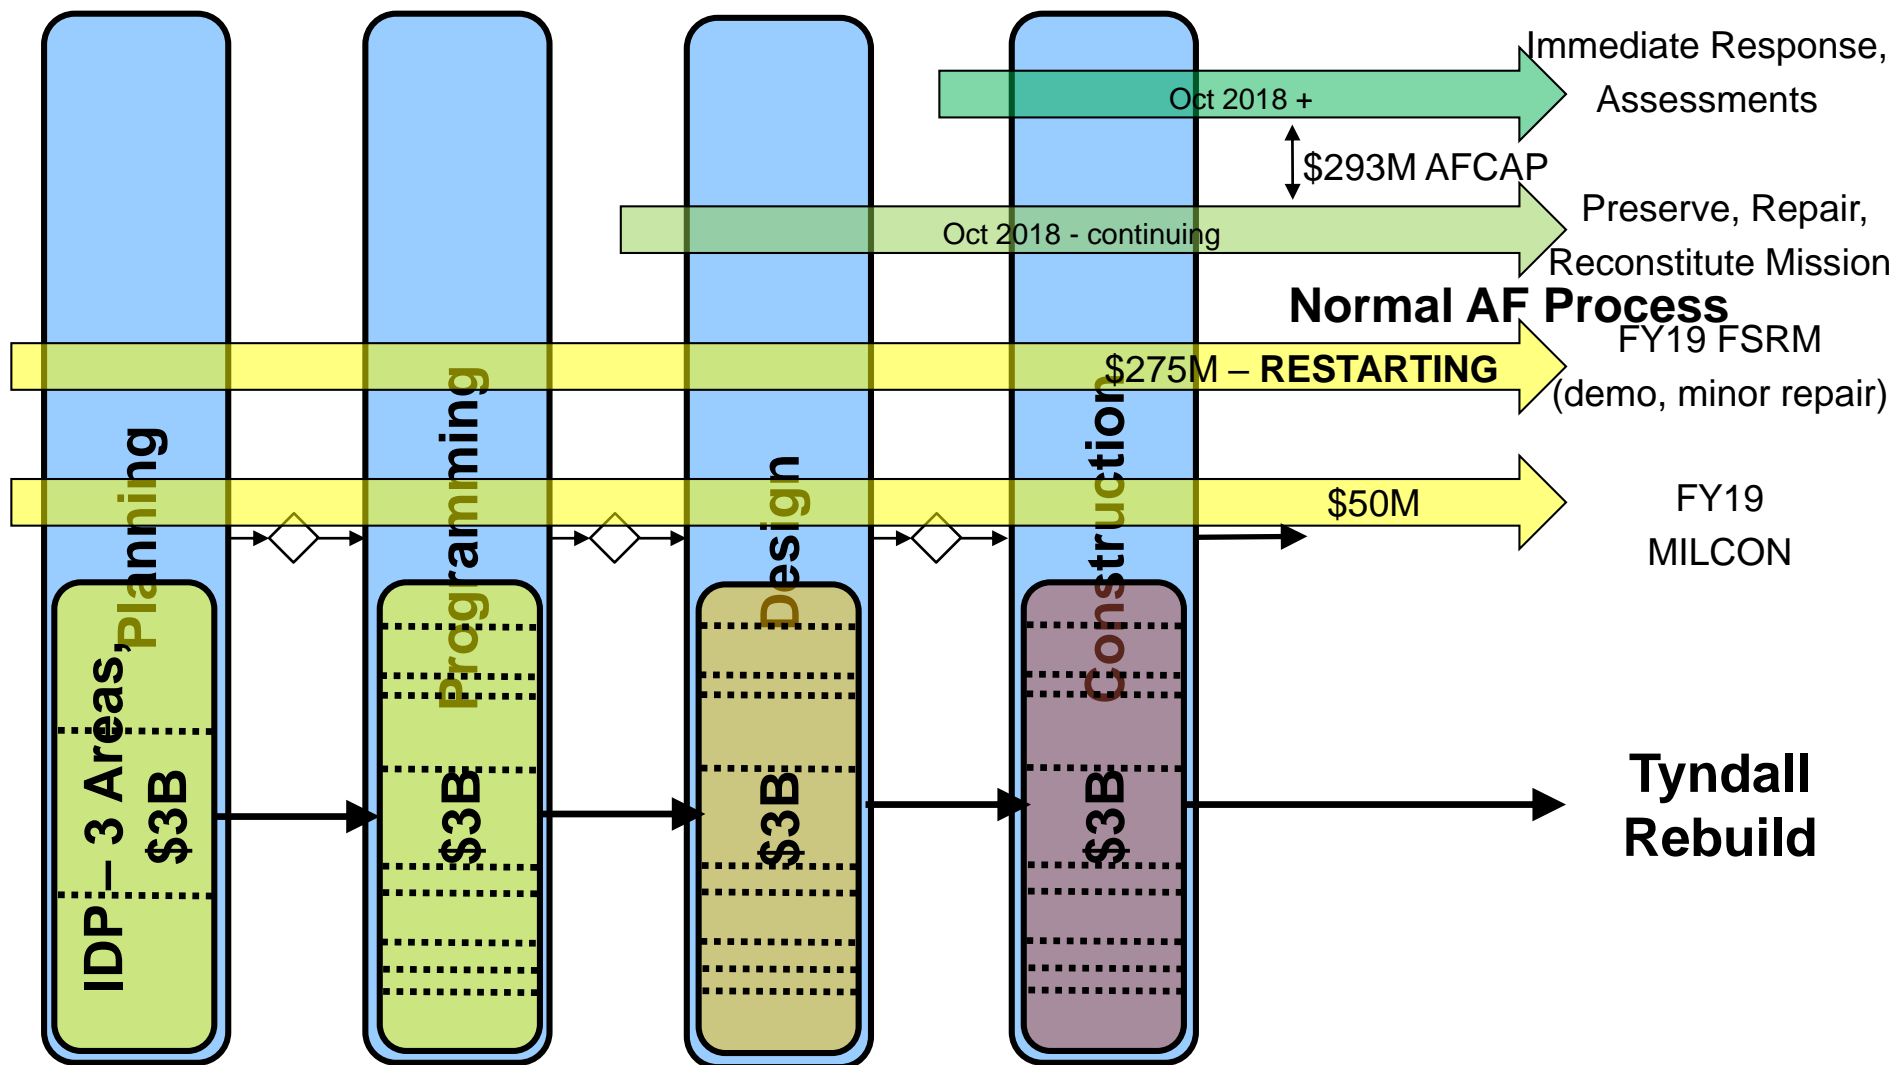 Immediate Response,
Assessments
Oct 2018 +
$293M AFCAP
Preserve, Repair,
Reconstitute Mission
Oct 2018 - continuing
Normal AF Process
FY19 FSRM
(demo, minor repair)
$275M – RESTARTING
$50M
FY19
MILCON
Planning
Programming
Design
Construction
IDP – 3 Areas,
$3B
$3B
$3B
$3B
Tyndall
Rebuild